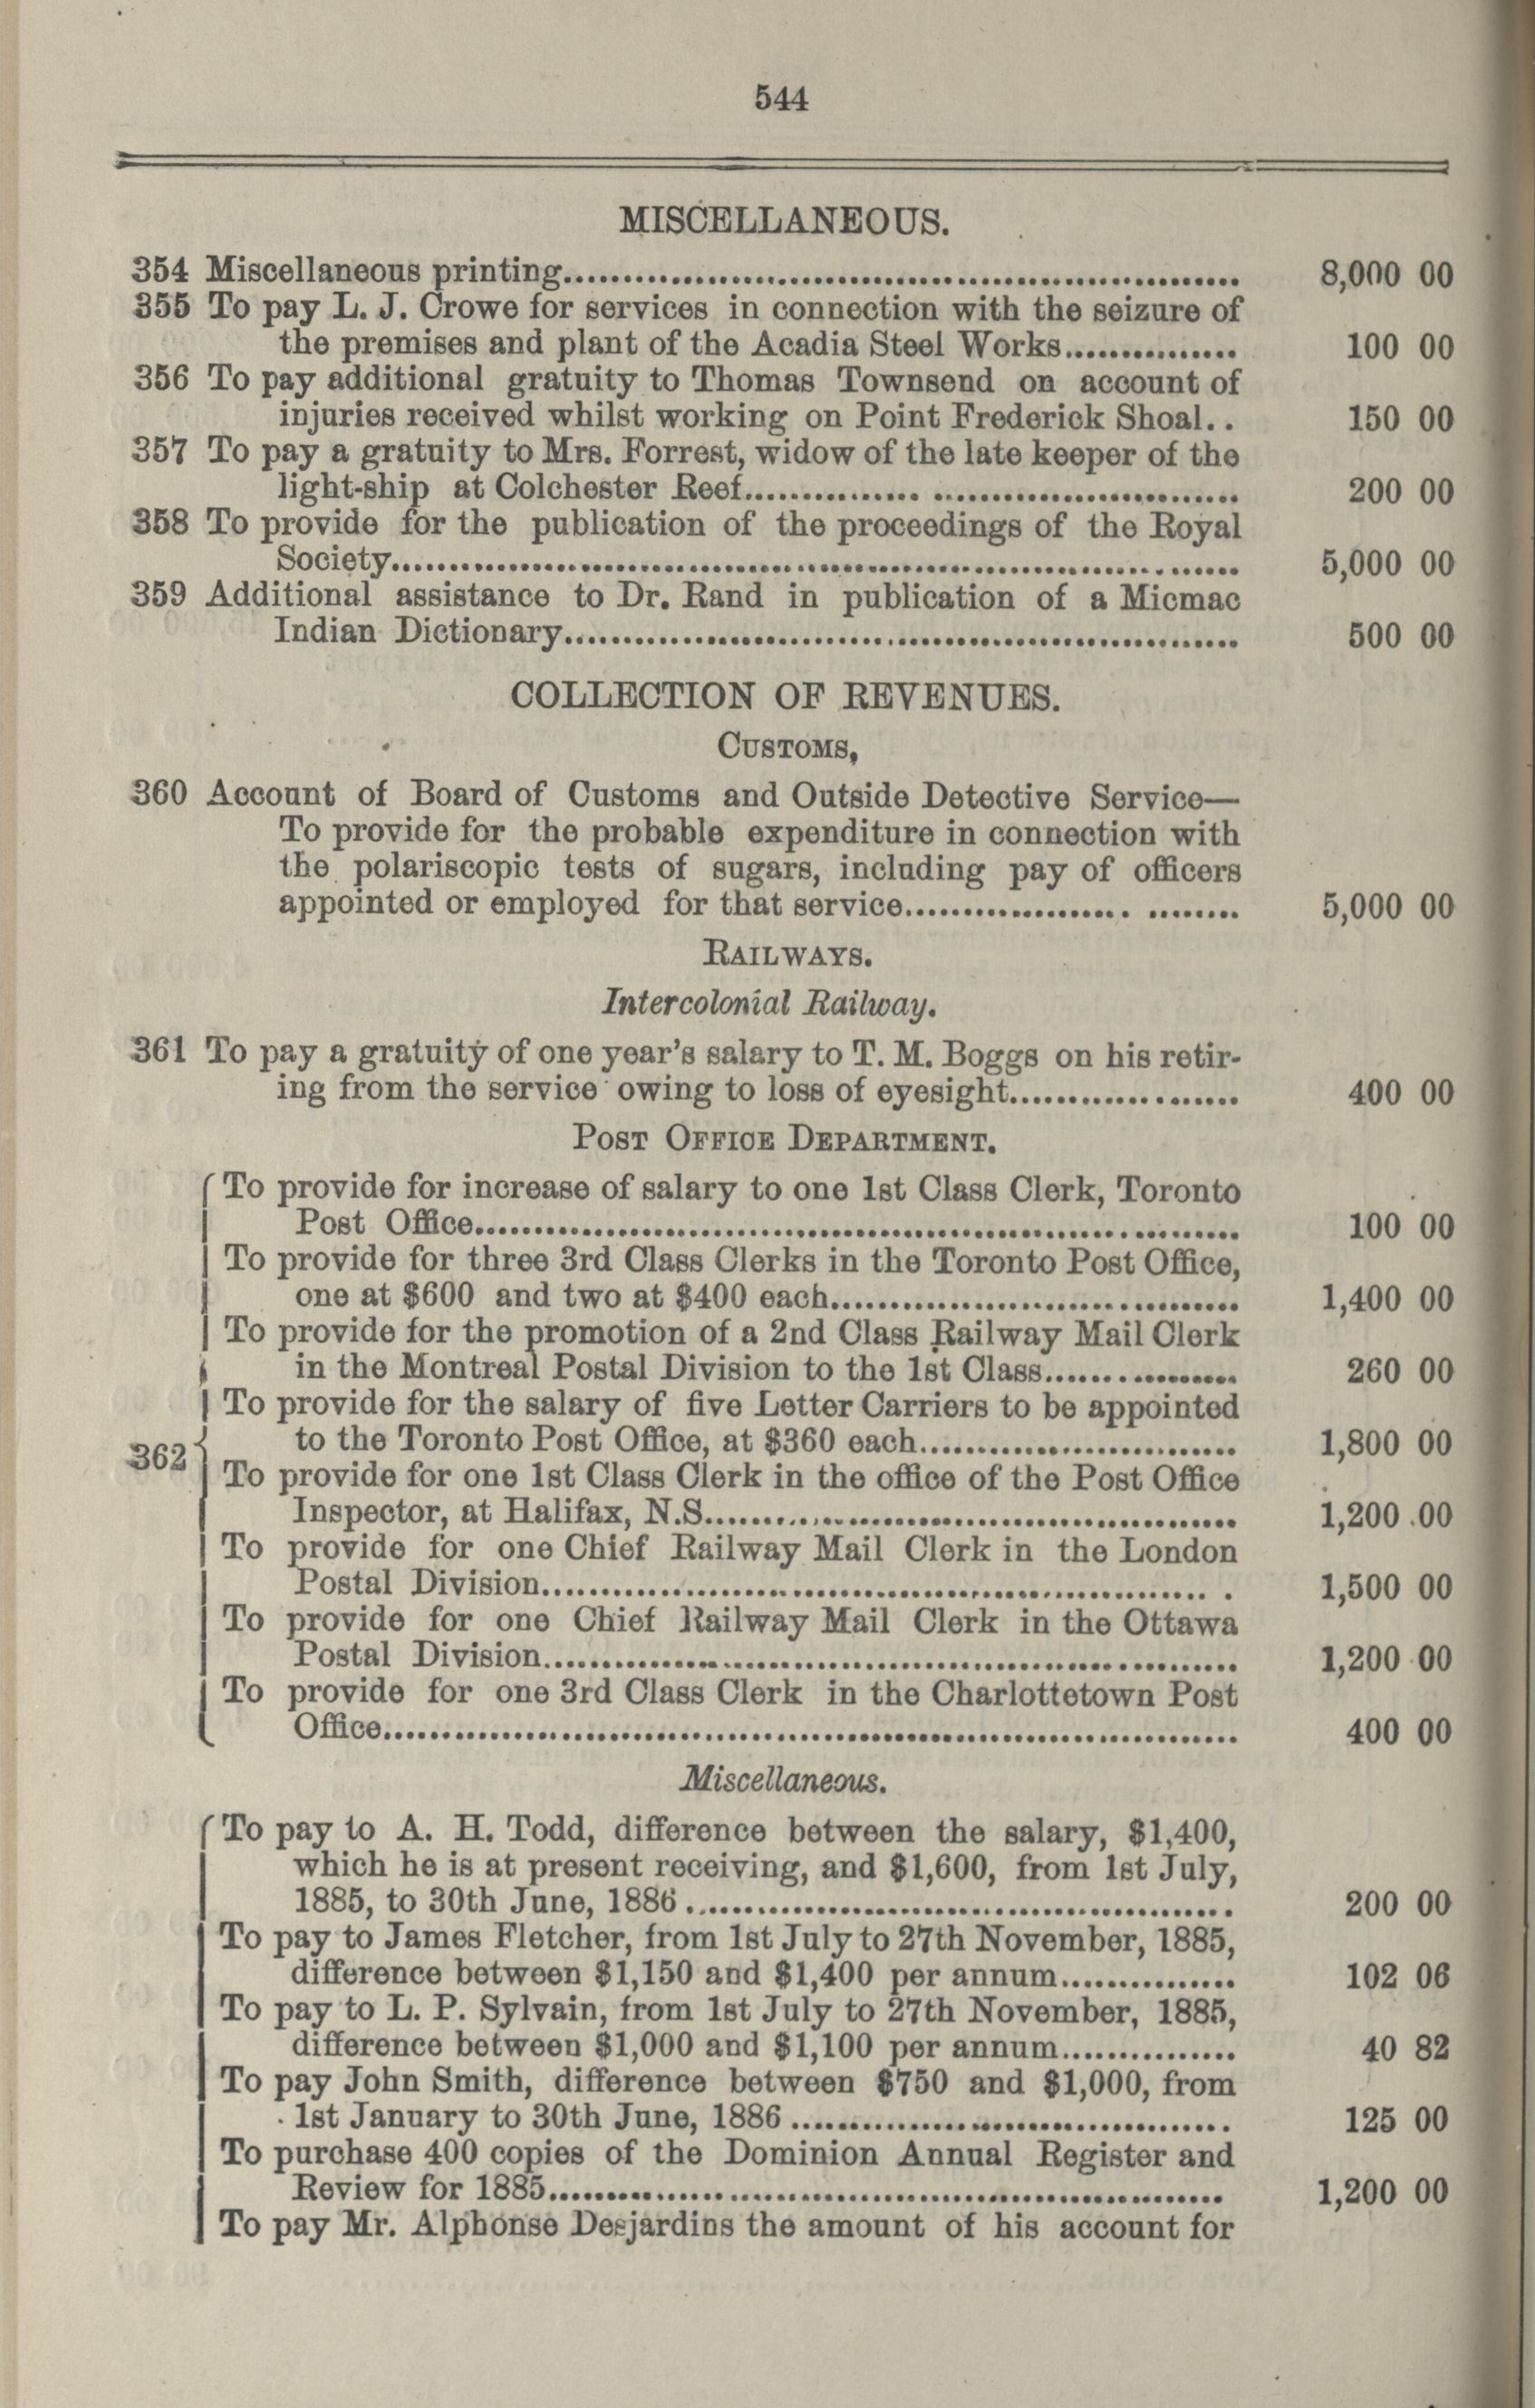 544
MISCELLANEOUS.
354 Miscellaneous printing........................................................ 8,000 00
355 To pay L. J. Crowe for services in connection with the seizure of
the premises and plant of the Acadia Steel Works............... 100 00
356 To pay additional gratuity to Thomas Townsend on account of
injuries received whilst working on Point Frederick Shoal.. 150 00
357 To pay a gratuity to Mrs. Forrest, widow of the late keeper of the
light-ship at Colchester Reef............... .......................... 200 00
358 To provide for the publication of the proceedings of the Royal
Society........................................................................ 5,000 00
359 Additional assistance to Dr. Rand in publication of a Micmac
Indian Dictionary......................................................... 500 00
COLLECTION OF REVENUES.
CUSTOMS,
360 Account of Board of Customs and Outside Detective Service—
To provide for the probable expenditure in connection with
the polariscopic tests of sugars, including pay of officers
appointed or employed for that service................... ........ 5,000 00
RAILWAYS.
Intercolonial Railway.
361 To pay a gratuity of one year's salary to T. M. Boggs on his retir-
ing from the service owing to loss of eyesight.................... 400 00
POST OFFICE DEPARTMENT.
To provide for increase of salary to one 1st Class Clerk, Toronto
Post Office................................................................ 100 00
To provide for three 3rd Class Clerks in the Toronto Post Office,
one at $600 and two at $400 each................................... 1,400 00
To provide for the promotion of a 2nd Class Railway Mail Clerk
in the Montreal Postal Division to the 1st Class................. 260 00
To provide for the salary of five Letter Carriers to be appointed
362 to the Toronto Post Office, at $360 each........................... 1,800 00
To provide for one 1st Class Clerk in the office of the Post Office
Inspector, at Halifax, N.S............................................. 1,200 00
To provide for one Chief Railway Mail Clerk in the London
Postal Division.......................................................... . 1,500 00
To provide for one Chief Railway Mail Clerk in the Ottawa
Postal Division........................................................... 1,200 00
To provide for one 3rd Class Clerk in the Charlottetown Post
Office........................................................................ 400 00
Miscellaneous.
To pay to A. H. Todd, difference between the salary, $1,400,
which he is at present receiving, and $1,600, from 1st July,
1885, to 30th June, 1886 .............................................. 200 00
To pay to James Fletcher, from 1st July to 27th November, 1885,
difference between $1,150 and $1,400 per annum............... 102 06
To pay to L. P. Sylvain, from 1st July to 27th November, 1885,
difference between $1,000 and $1,100 per annum............... 40 82
To pay John Smith, difference between $750 and $1,000, from
1st January to 30th June, 1886 ..................................... 125 00
To purchase 400 copies of the Dominion Annual Register and
Review for 1885......................................................... 1,200 00
To pay Mr. Alphonse Desjardins the amount of his account for